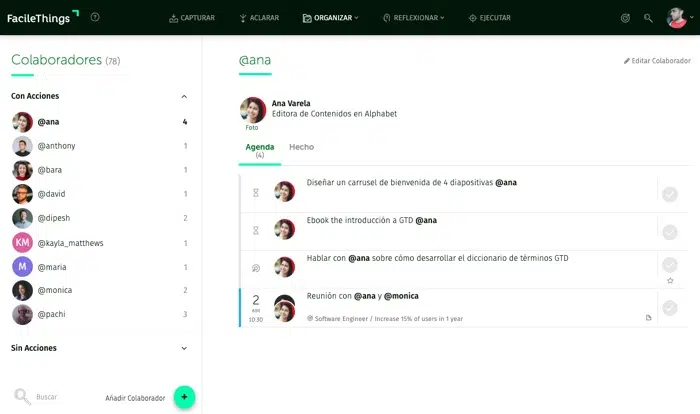 FacileThings
CAPTURAR
ACLARAR
ORGANIZAR
REFLEXIONAR
EJECUTAR
Colaboradores (78)
Con Acciones
@ana 4
@anthony 1
@bara 1
@david 1
@dipesh 2
KM @kayla_matthews 1
M @maria 1
@monica 2
@pachi 3
Sin Acciones
Buscar
Añadir Colaborador +
@ana
Editar Colaborador
Ana Varela
Editora de Contenidos en Alphabet
Foto
Agenda
(4)
Hecho
Diseñar un carrusel de bienvenida de 4 diapositivas @ana
Ebook the introducción a GTD @ana
Hablar con @ana sobre cómo desarrollar el diccionario de términos GTD
2
ABR
10:30
Reunión con @ana y @monica
Software Engineer / Increase 15% of users in 1 year